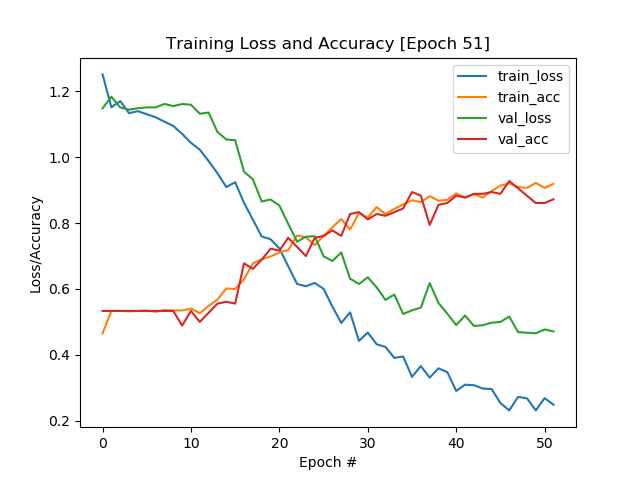 Training Loss and Accuracy [Epoch 51]
train_loss
train_acc
val_loss
val_acc
Loss/Accuracy
1.2
1.0
0.8
0.6
0.4
0.2
0 10 20 30 40 50
Epoch #